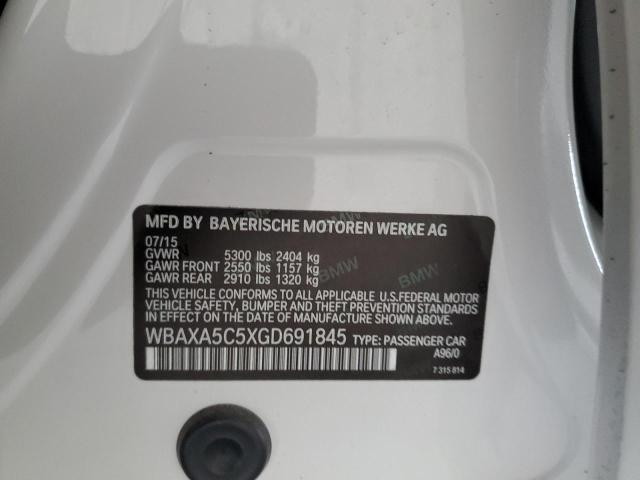 MFD BY BAYERISCHE MOTOREN WERKE AG
07/15
GVWR 5300 lbs 2404 kg
GAWR FRONT 2550 lbs 1157 kg
GAWR REAR 2910 lbs 1320 kg
THIS VEHICLE CONFORMS TO ALL APPLICABLE U.S.FEDERAL MOTOR
VEHICLE SAFETY, BUMPER AND THEFT PREVENTION STANDARDS
IN EFFECT ON THE DATE OF MANUFACTURE SHOWN ABOVE.
WBAXA5C5XGD691845 TYPE: PASSENGER CAR
A96/0
7 315 814
BMW
BMW
BMW